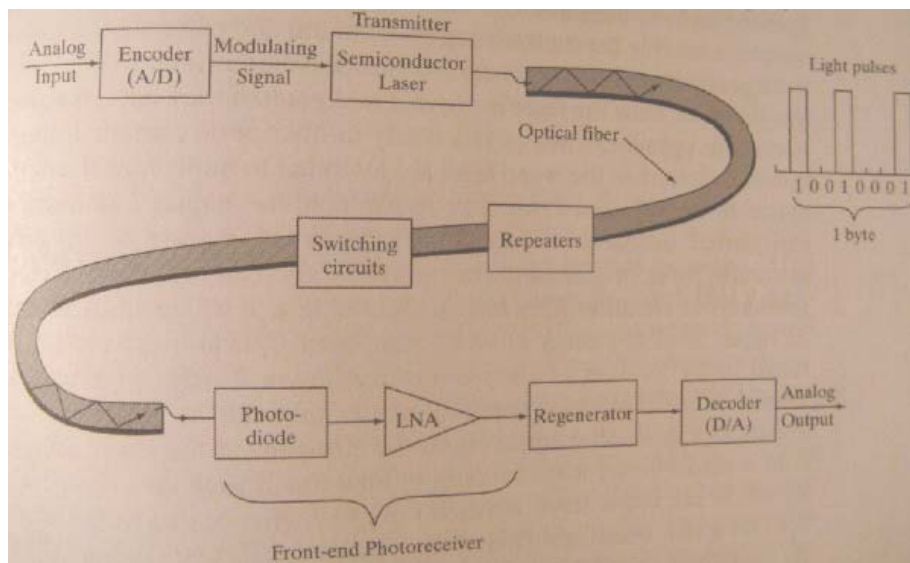 Transmitter
Analog
Input
Encoder
(A/D)
Modulating
Signal
Semiconductor
Laser
Light pulses
Optical fiber
1 0 0 1 0 0 0 1
1 byte
Switching
circuits
Repeaters
Photo-
diode
LNA
Regenerator
Decoder
(D/A)
Analog
Output
Front-end Photoreceiver